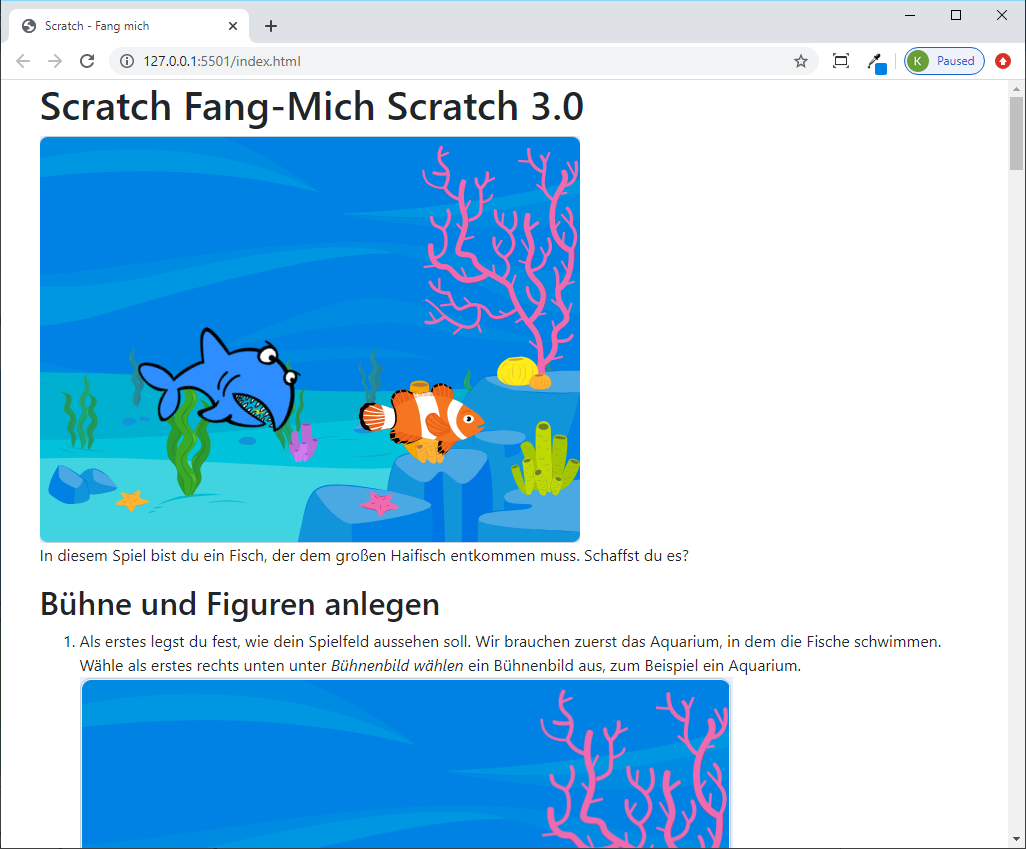 Scratch - Fang mich
127.0.0.1:5501/index.html
K
Paused
Scratch Fang-Mich Scratch 3.0
In diesem Spiel bist du ein Fisch, der dem großen Haifisch entkommen muss. Schaffst du es?
Bühne und Figuren anlegen
1. Als erstes legst du fest, wie dein Spielfeld aussehen soll. Wir brauchen zuerst das Aquarium, in dem die Fische schwimmen.
Wähle als erstes rechts unten unter Bühnenbild wählen ein Bühnenbild aus, zum Beispiel ein Aquarium.